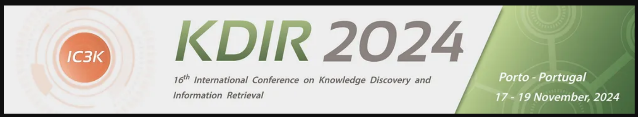 IC3K
KDIR 2024
16th International Conference on Knowledge Discovery and
Information Retrieval
Porto - Portugal
17 - 19 November, 2024